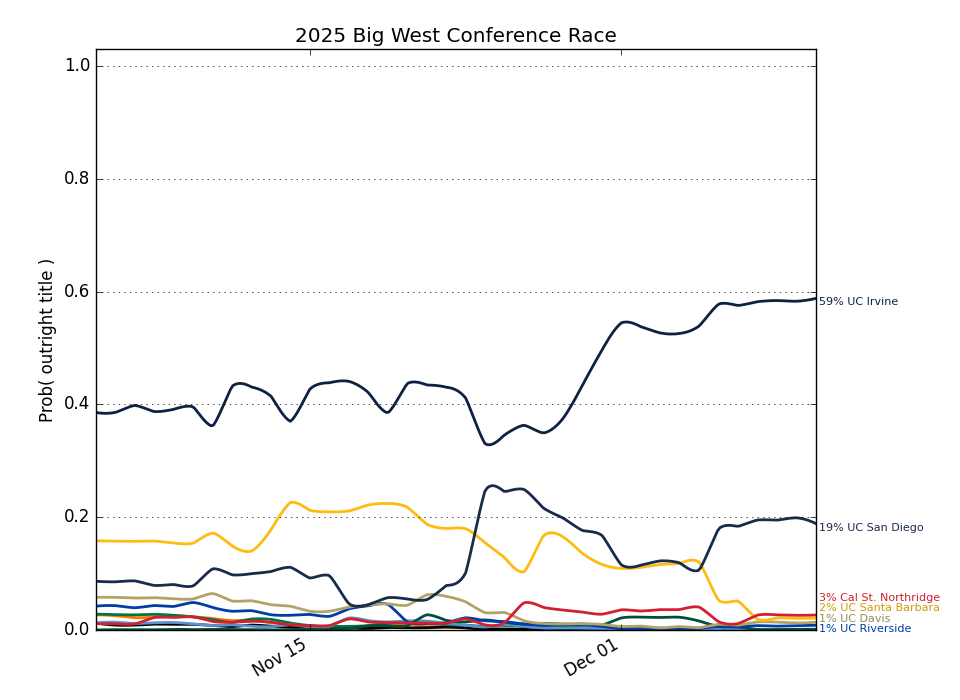 2025 Big West Conference Race
Prob( outright title )
1.0
0.8
0.6
0.4
0.2
0.0
Nov 15
Dec 01
59% UC Irvine
19% UC San Diego
3% Cal St. Northridge
2% UC Santa Barbara
1% UC Davis
1% UC Riverside